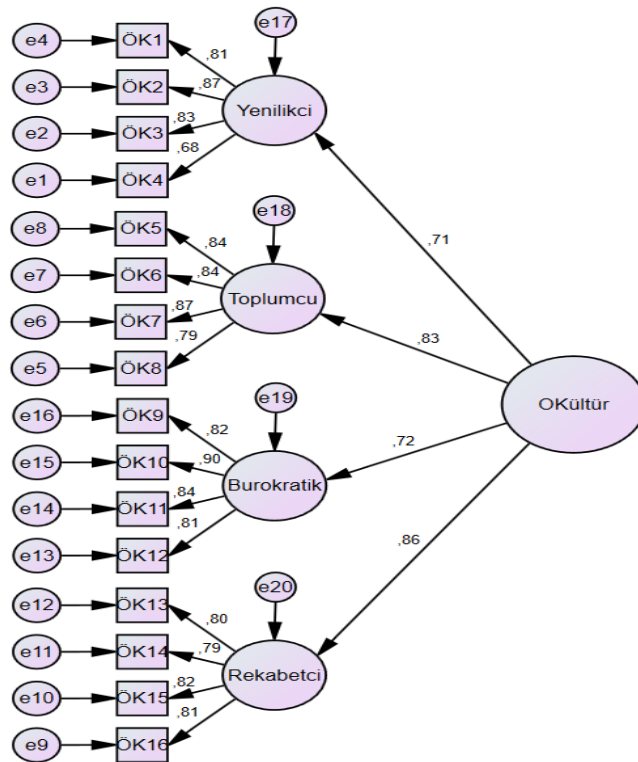 e17
e4 ÖK1 ,81
e3 ÖK2 ,87 Yenilikci
e2 ÖK3 ,83
e1 ÖK4 ,68
e8 ÖK5 e18 ,71
,84
e7 ÖK6 ,84 Toplumcu
e6 ÖK7 ,87
,83
e5 ÖK8 ,79
e16 ÖK9 e19 OKültür
,82 ,72
e15 ÖK10 ,90 Burokratik
e14 ÖK11 ,84
e13 ÖK12 ,81
,86
e12 ÖK13 e20
,80
e11 ÖK14 ,79
Rekabetci
e10 ÖK15 ,82
e9 ÖK16 ,81